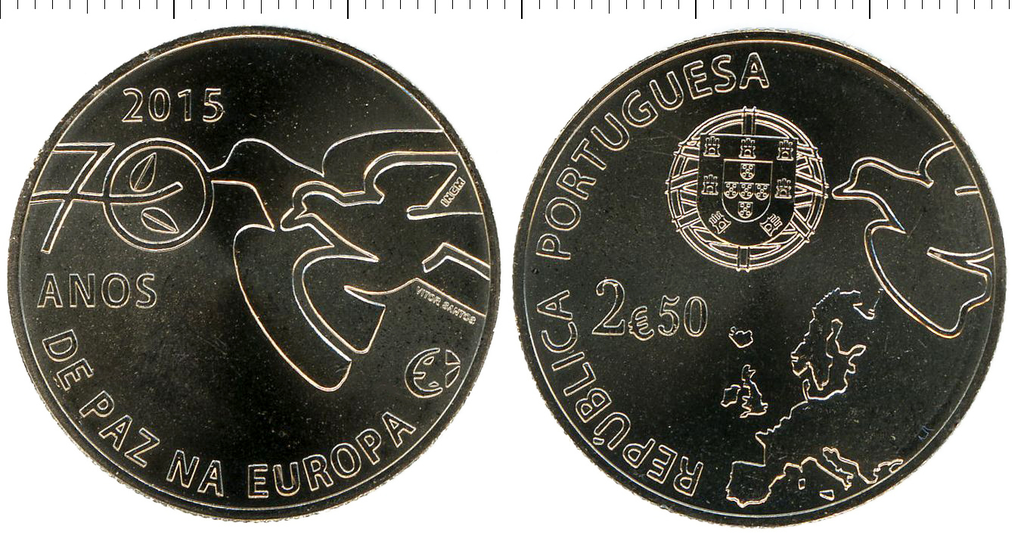 2015
70
ANOS
DE PAZ NA EUROPA
INCM
VITOR SANTOS
REPÚBLICA PORTUGUESA
2€50